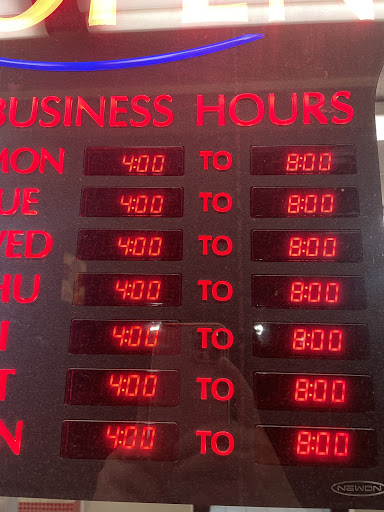 OPEN
BUSINESS HOURS
MON 4:00 TO 8:00
UE 4:00 TO 8:00
WED 4:00 TO 8:00
HU 4:00 TO 8:00
I 4:00 TO 8:00
T 4:00 TO 8:00
N 4:00 TO 8:00
NEWON